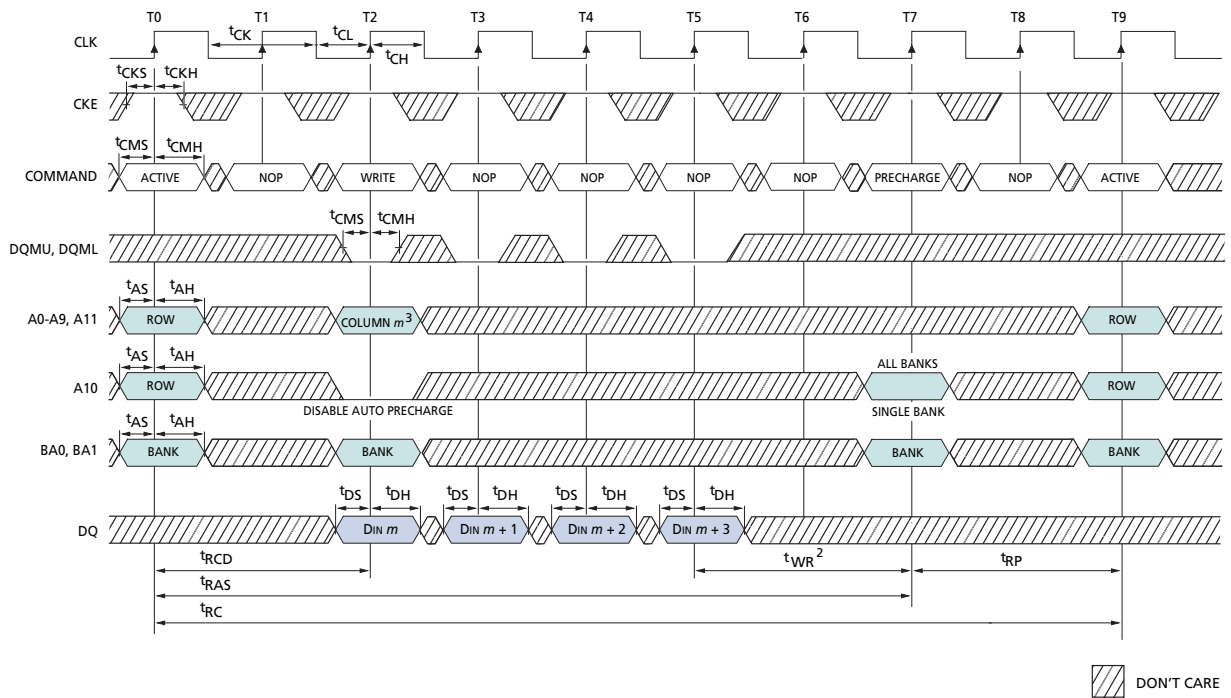 T0 T1 T2 T3 T4 T5 T6 T7 T8 T9
CLK
tCK tCL
tCH
tCKS tCKH
CKE
tCMS tCMH
COMMAND ACTIVE NOP WRITE NOP NOP NOP NOP PRECHARGE NOP ACTIVE
tCMS tCMH
DQMU, DQML
tAS tAH
A0-A9, A11 ROW COLUMN m3 ROW
tAS tAH
ALL BANKS
A10 ROW ROW
DISABLE AUTO PRECHARGE SINGLE BANK
tAS tAH
BA0, BA1 BANK BANK BANK BANK
tDS tDH tDS tDH tDS tDH tDS tDH
DQ DIN m DIN m + 1 DIN m + 2 DIN m + 3
tRCD tWR2 tRP
tRAS
tRC
DON'T CARE